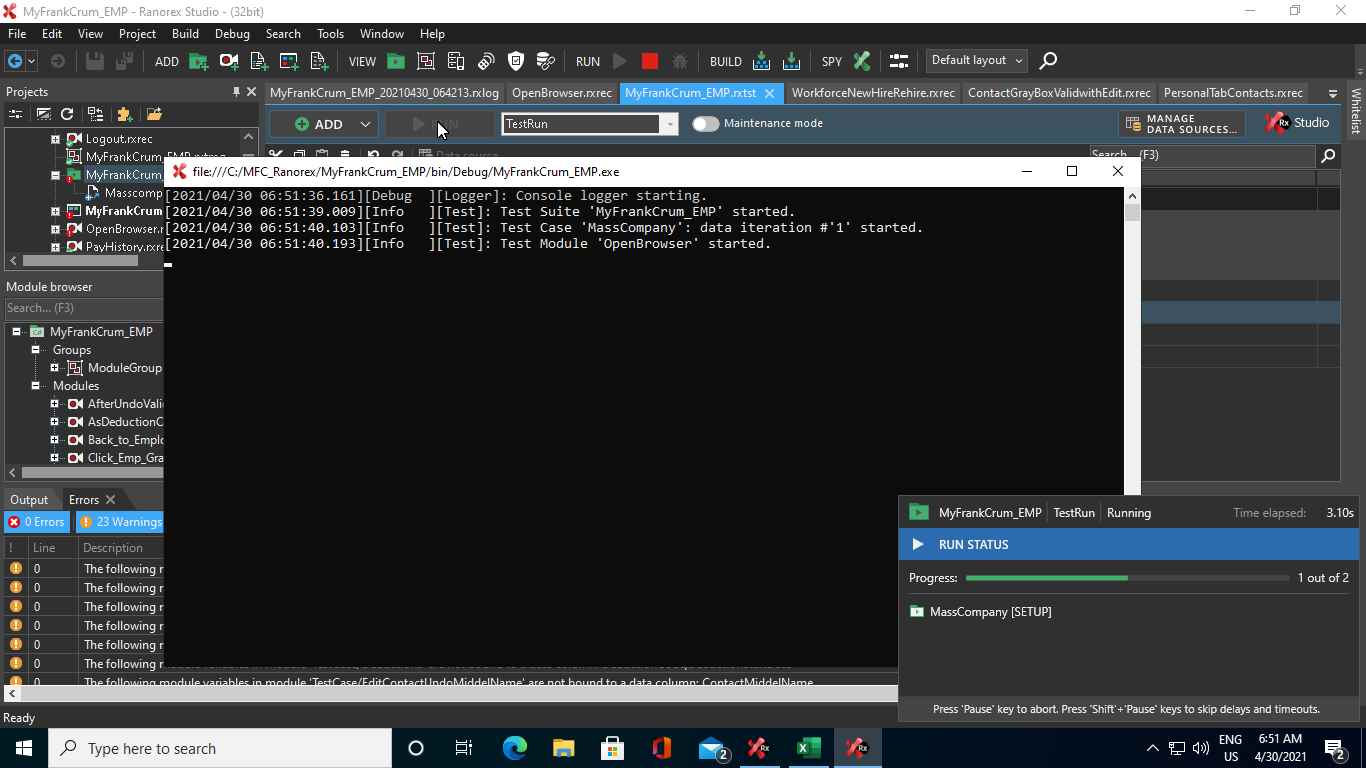 MyFrankCrum_EMP - Ranorex Studio - (32bit)
File Edit View Project Build Debug Search Tools Window Help
ADD VIEW RUN BUILD SPY Default layout
Projects
MyFrankCrum_EMP_20210430_064213.rxlog OpenBrowser.rxrec MyFrankCrum_EMP.rxtst WorkforceNewHireRehire.rxrec ContactGrayBoxValidwithEdit.rxrec PersonalTabContacts.rxrec
Whitelist
ADD RUN TestRun Maintenance mode MANAGE DATA SOURCES... Rx Studio
Data source
Search... (F3)
Logout.rxrec
MyFrankCrum_EMP.rxtmg
MyFrankCrum
Masscomp
MyFrankCrum
OpenBrowser.r
PayHistory.rxre
file:///C:/MFC_Ranorex/MyFrankCrum_EMP/bin/Debug/MyFrankCrum_EMP.exe
[2021/04/30 06:51:36.161][Debug  ][Logger]: Console logger starting.
[2021/04/30 06:51:39.009][Info   ][Test]: Test Suite 'MyFrankCrum_EMP' started.
[2021/04/30 06:51:40.103][Info   ][Test]: Test Case 'MassCompany': data iteration #'1' started.
[2021/04/30 06:51:40.193][Info   ][Test]: Test Module 'OpenBrowser' started.
Module browser
Search... (F3)
MyFrankCrum_EMP
Groups
ModuleGroup
Modules
AfterUndoVali
AsDeductionC
Back_to_Emplo
Click_Emp_Gra
Output Errors
0 Errors 23 Warnings
! Line Description
0 The following r
0 The following r
0 The following r
0 The following r
0 The following r
0 The following r
0 The following module variables in module 'TestCase/EditContactUndoMiddelName' are not bound to a data column: ContactMiddelName
MyFrankCrum_EMP TestRun Running Time elapsed: 3.10s
RUN STATUS
Progress: 1 out of 2
MassCompany [SETUP]
Press 'Pause' key to abort. Press 'Shift'+'Pause' keys to skip delays and timeouts.
Ready
Type here to search
2
Rx
Rx
ENG US
6:51 AM
4/30/2021
2